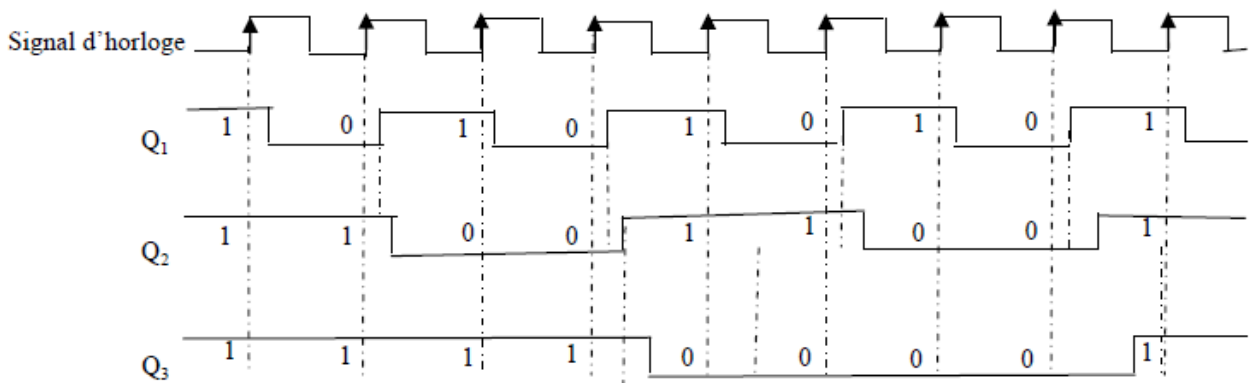 Signal d'horloge
1 0 1 0 1 0 1 0 1
Q₁
1 1 0 0 1 1 0 0 1
Q₂
1 1 1 1 0 0 0 0 1
Q₃